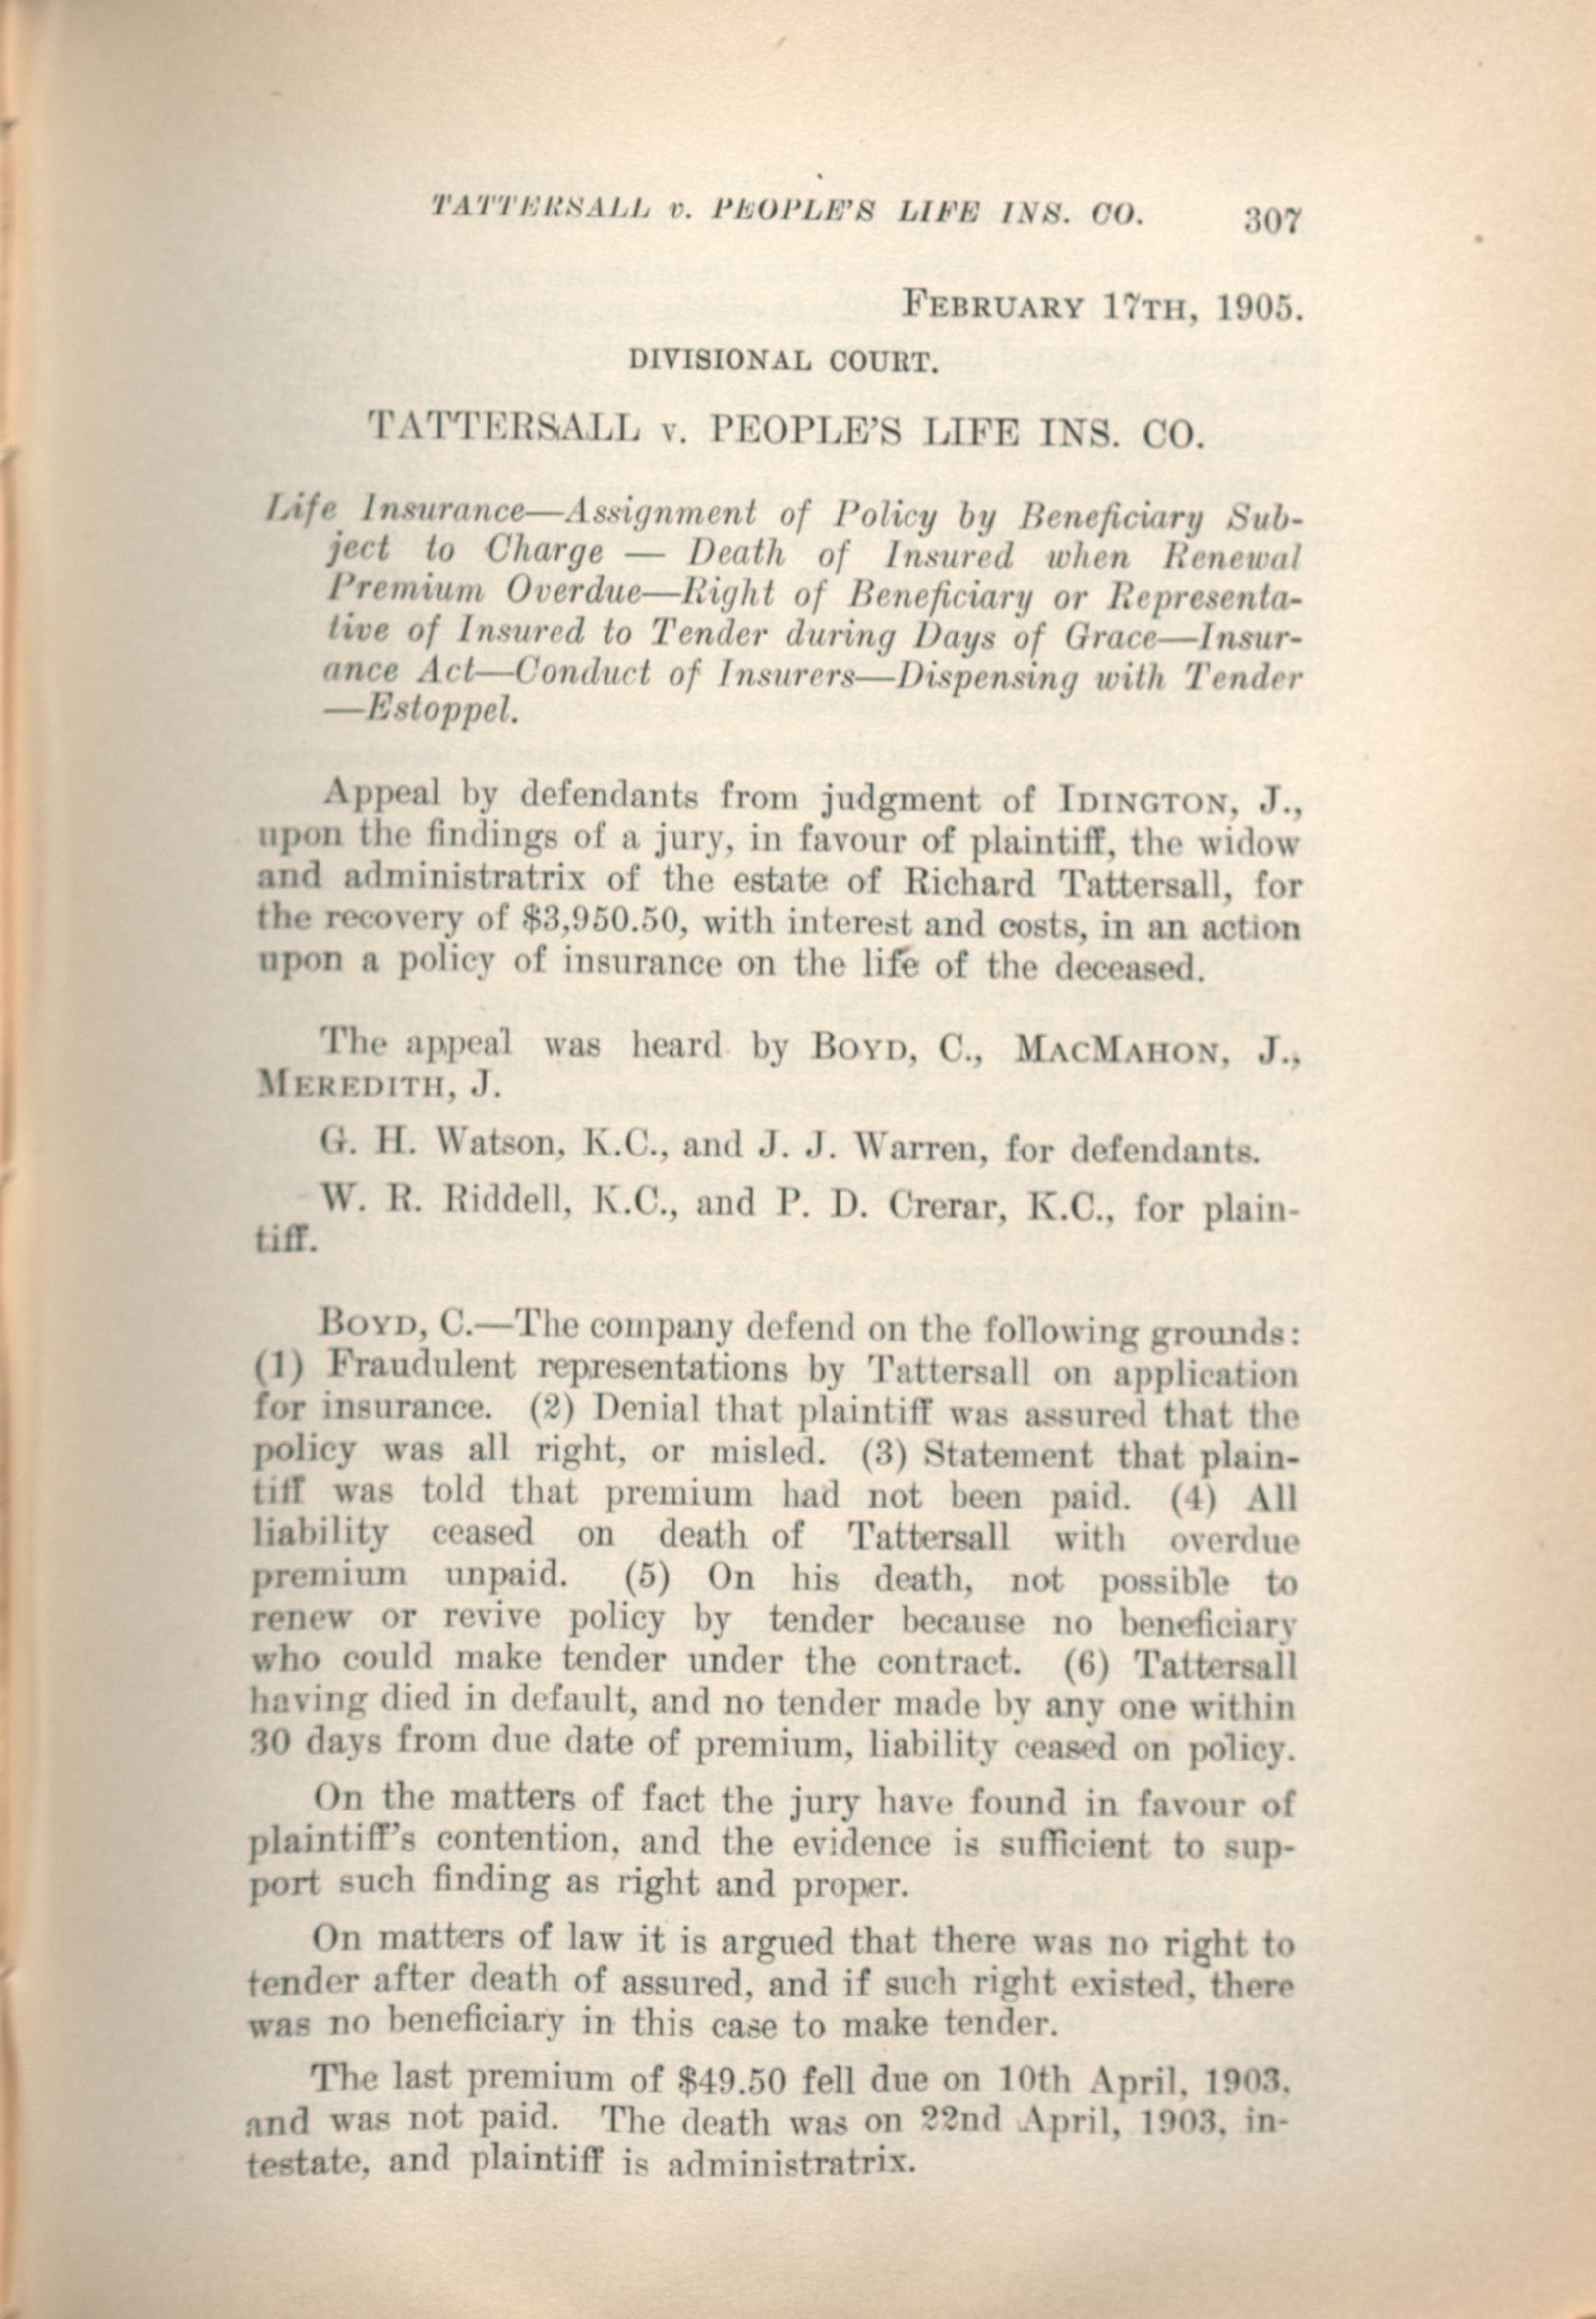 TATTERSALL v. PEOPLE'S LIFE INS. CO. 307
FEBRUARY 17TH, 1905.
DIVISIONAL COURT.
TATTERSALL v. PEOPLE'S LIFE INS. CO.
Life Insurance—Assignment of Policy by Beneficiary Sub-
ject to Charge — Death of Insured when Renewal
Premium Overdue—Right of Beneficiary or Representa-
tive of Insured to Tender during Days of Grace—Insur-
ance Act—Conduct of Insurers—Dispensing with Tender
—Estoppel.
Appeal by defendants from judgment of IDINGTON, J.,
upon the findings of a jury, in favour of plaintiff, the widow
and administratrix of the estate of Richard Tattersall, for
the recovery of $3,950.50, with interest and costs, in an action
upon a policy of insurance on the life of the deceased.
The appeal was heard by BOYD, C., MACMAHON, J.,
MEREDITH, J.
G. H. Watson, K.C., and J. J. Warren, for defendants.
W. R. Riddell, K.C., and P. D. Crerar, K.C., for plain-
tiff.
BOYD, C.—The company defend on the following grounds:
(1) Fraudulent representations by Tattersall on application
for insurance. (2) Denial that plaintiff was assured that the
policy was all right, or misled. (3) Statement that plain-
tiff was told that premium had not been paid. (4) All
liability ceased on death of Tattersall with overdue
premium unpaid. (5) On his death, not possible to
renew or revive policy by tender because no beneficiary
who could make tender under the contract. (6) Tattersall
having died in default, and no tender made by any one within
30 days from due date of premium, liability ceased on policy.
On the matters of fact the jury have found in favour of
plaintiff's contention, and the evidence is sufficient to sup-
port such finding as right and proper.
On matters of law it is argued that there was no right to
tender after death of assured, and if such right existed, there
was no beneficiary in this case to make tender.
The last premium of $49.50 fell due on 10th April, 1903,
and was not paid. The death was on 22nd April, 1903, in-
testate, and plaintiff is administratrix.